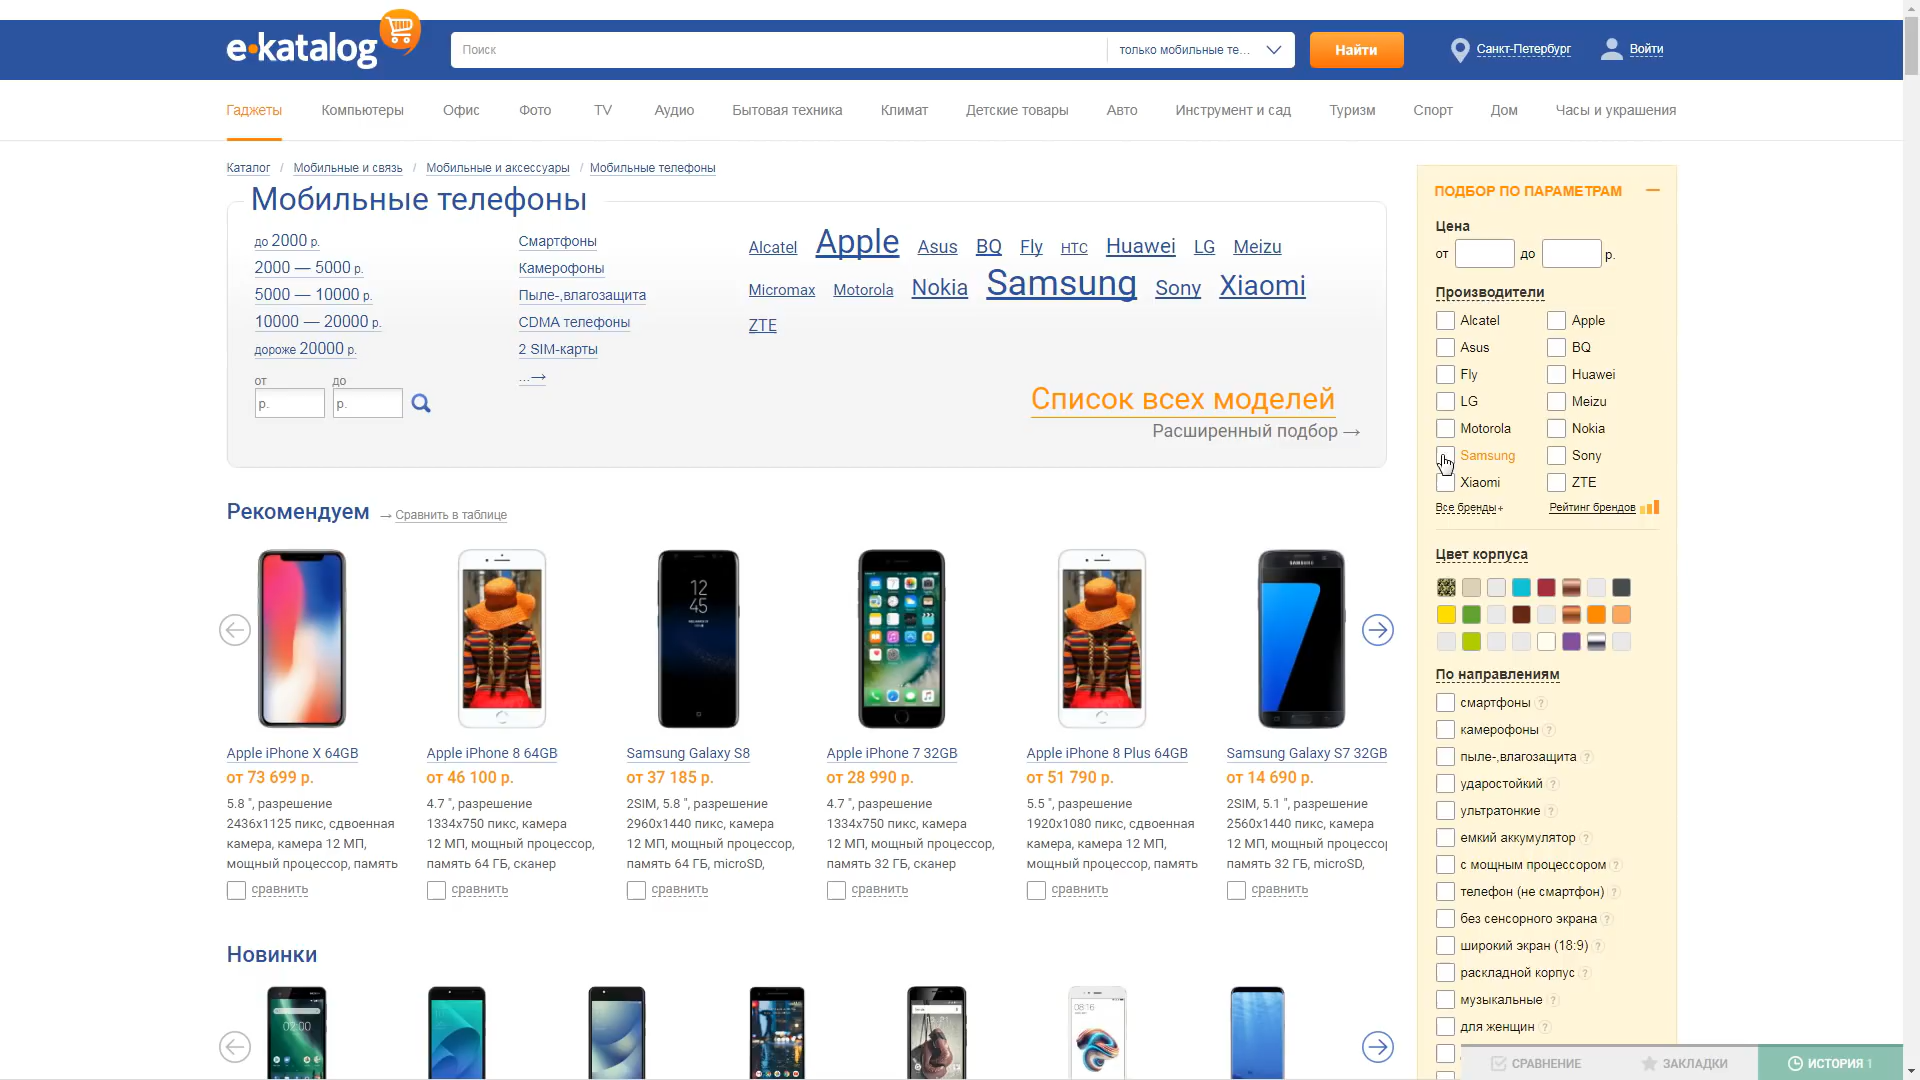 e·katalog
Поиск
только мобильные те...
Найти
Санкт-Петербург
Войти
Гаджеты Компьютеры Офис Фото TV Аудио Бытовая техника Климат Детские товары Авто Инструмент и сад Туризм Спорт Дом Часы и украшения
Каталог / Мобильные и связь / Мобильные и аксессуары / Мобильные телефоны
Мобильные телефоны
до 2000 р.
2000 — 5000 р.
5000 — 10000 р.
10000 — 20000 р.
дороже 20000 р.
от до
р. р.
Смартфоны
Камерофоны
Пыле-,влагозащита
CDMA телефоны
2 SIM-карты
...→
Alcatel Apple Asus BQ Fly HTC Huawei LG Meizu
Micromax Motorola Nokia Samsung Sony Xiaomi
ZTE
Список всех моделей
Расширенный подбор →
Рекомендуем → Сравнить в таблице
12
45
SAMSUNG
Apple iPhone X 64GB
от 73 699 р.
5.8 ", разрешение
2436x1125 пикс, сдвоенная
камера, камера 12 МП,
мощный процессор, память
сравнить
Apple iPhone 8 64GB
от 46 100 р.
4.7 ", разрешение
1334x750 пикс, камера
12 МП, мощный процессор,
память 64 ГБ, сканер
сравнить
Samsung Galaxy S8
от 37 185 р.
2SIM, 5.8 ", разрешение
2960x1440 пикс, камера
12 МП, мощный процессор,
память 64 ГБ, microSD,
сравнить
Apple iPhone 7 32GB
от 28 990 р.
4.7 ", разрешение
1334x750 пикс, камера
12 МП, мощный процессор,
память 32 ГБ, сканер
сравнить
Apple iPhone 8 Plus 64GB
от 51 790 р.
5.5 ", разрешение
1920x1080 пикс, сдвоенная
камера, камера 12 МП,
мощный процессор, память
сравнить
Samsung Galaxy S7 32GB
от 14 690 р.
2SIM, 5.1 ", разрешение
2560x1440 пикс, камера
12 МП, мощный процессор
память 32 ГБ, microSD,
сравнить
Новинки
02:00
08:16
ПОДБОР ПО ПАРАМЕТРАМ
Цена
от до р.
Производители
Alcatel Apple
Asus BQ
Fly Huawei
LG Meizu
Motorola Nokia
Samsung Sony
Xiaomi ZTE
Все бренды+ Рейтинг брендов
Цвет корпуса
По направлениям
смартфоны ?
камерофоны ?
пыле-,влагозащита ?
ударостойкий ?
ультратонкие ?
емкий аккумулятор ?
с мощным процессором ?
телефон (не смартфон) ?
без сенсорного экрана ?
широкий экран (18:9) ?
раскладной корпус ?
музыкальные ?
для женщин ?
СРАВНЕНИЕ ЗАКЛАДКИ ИСТОРИЯ 1